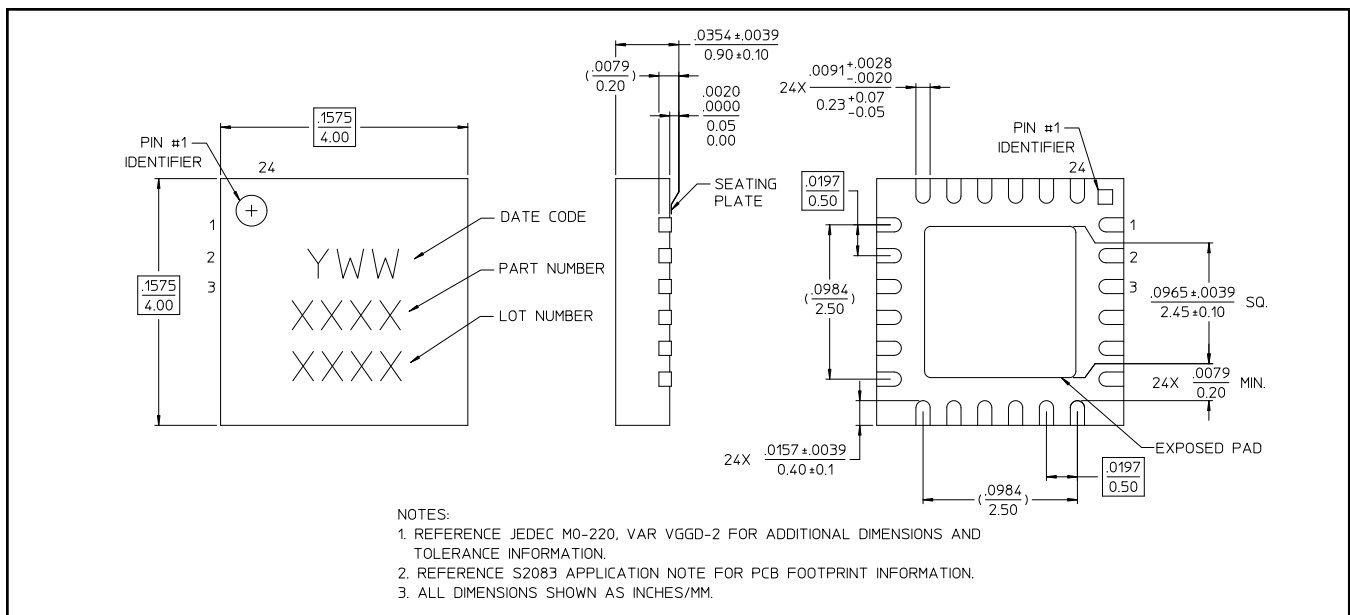 .1575
4.00
PIN #1
IDENTIFIER
24
1
2
3
.1575
4.00
YWW
XXXX
XXXX
DATE CODE
PART NUMBER
LOT NUMBER
.0354±.0039
0.90±0.10
(.0079
0.20)
.0020
.0000
0.05
0.00
SEATING
PLATE
24X .0091 +.0028 -.0020
0.23 +0.07 -0.05
PIN #1
IDENTIFIER
24
1
2
3
.0197
0.50
(.0984
2.50)
.0965±.0039 SQ.
2.45±0.10
24X .0079 MIN.
0.20
EXPOSED PAD
24X .0157±.0039
0.40±0.1
.0197
0.50
(.0984
2.50)
NOTES:
1. REFERENCE JEDEC M0-220, VAR VGGD-2 FOR ADDITIONAL DIMENSIONS AND
TOLERANCE INFORMATION.
2. REFERENCE S2083 APPLICATION NOTE FOR PCB FOOTPRINT INFORMATION.
3. ALL DIMENSIONS SHOWN AS INCHES/MM.